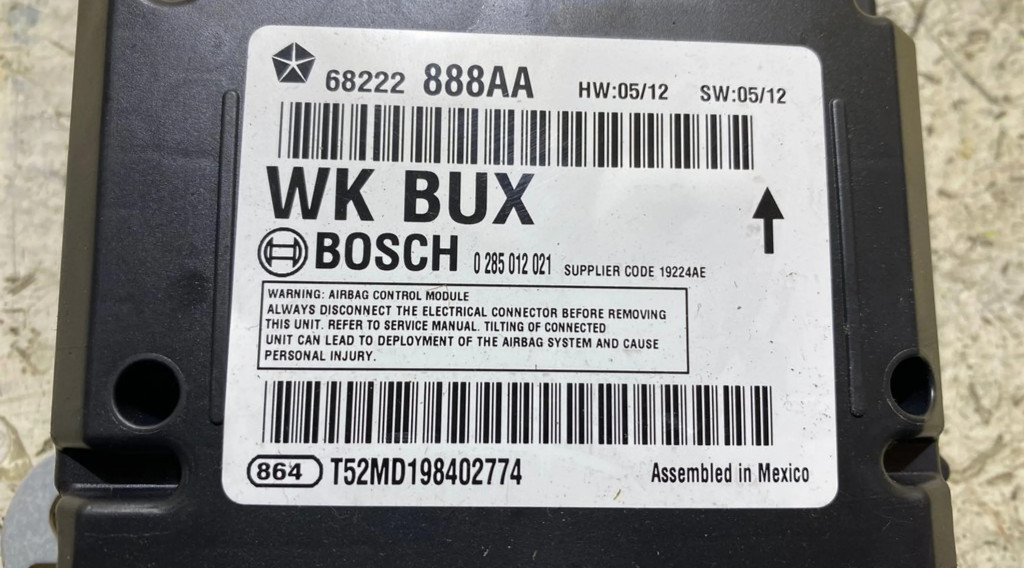 68222 888AA HW:05/12 SW:05/12
WK BUX
BOSCH 0 285 012 021 SUPPLIER CODE 19224AE
WARNING: AIRBAG CONTROL MODULE
ALWAYS DISCONNECT THE ELECTRICAL CONNECTOR BEFORE REMOVING
THIS UNIT. REFER TO SERVICE MANUAL. TILTING OF CONNECTED
UNIT CAN LEAD TO DEPLOYMENT OF THE AIRBAG SYSTEM AND CAUSE
PERSONAL INJURY.
864 T52MD198402774 Assembled in Mexico